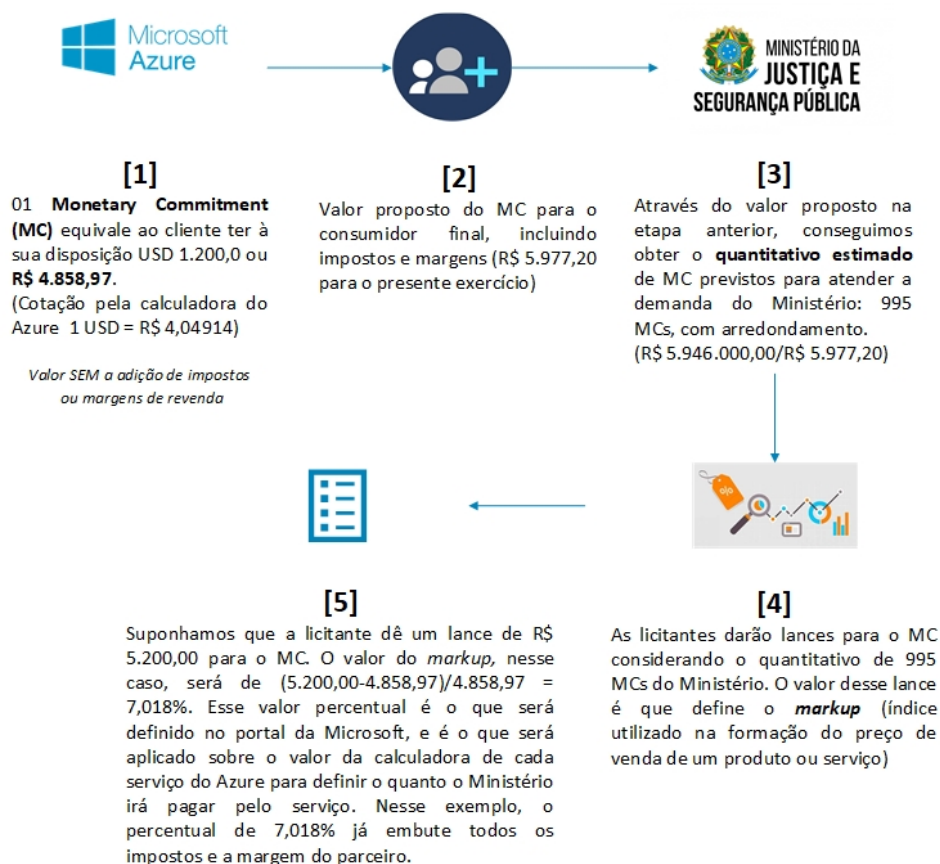 Microsoft
Azure
MINISTÉRIO DA
JUSTIÇA E
SEGURANÇA PÚBLICA
[1]
01 Monetary Commitment
(MC) equivale ao cliente ter à
sua disposição USD 1.200,0 ou
R$ 4.858,97.
(Cotação pela calculadora do
Azure 1 USD = R$ 4,04914)
Valor SEM a adição de impostos
ou margens de revenda
[2]
Valor proposto do MC para o
consumidor final, incluindo
impostos e margens (R$ 5.977,20
para o presente exercício)
[3]
Através do valor proposto na
etapa anterior, conseguimos
obter o quantitativo estimado
de MC previstos para atender a
demanda do Ministério: 995
MCs, com arredondamento.
(R$ 5.946.000,00/R$ 5.977,20)
[4]
As licitantes darão lances para o MC
considerando o quantitativo de 995
MCs do Ministério. O valor desse lance
é que define o markup (índice
utilizado na formação do preço de
venda de um produto ou serviço)
[5]
Suponhamos que a licitante dê um lance de R$
5.200,00 para o MC. O valor do markup, nesse
caso, será de (5.200,00-4.858,97)/4.858,97 =
7,018%. Esse valor percentual é o que será
definido no portal da Microsoft, e é o que será
aplicado sobre o valor da calculadora de cada
serviço do Azure para definir o quanto o Ministério
irá pagar pelo serviço. Nesse exemplo, o
percentual de 7,018% já embute todos os
impostos e a margem do parceiro.